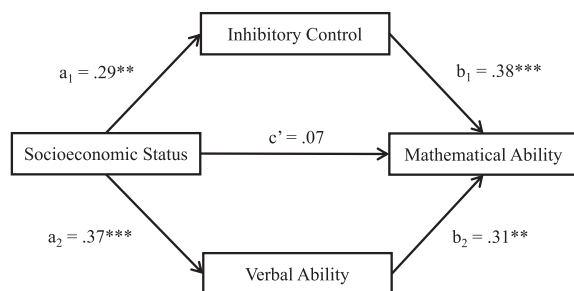 Inhibitory Control
a1 = .29**
b1 = .38***
c' = .07
Socioeconomic Status
Mathematical Ability
a2 = .37***
b2 = .31**
Verbal Ability